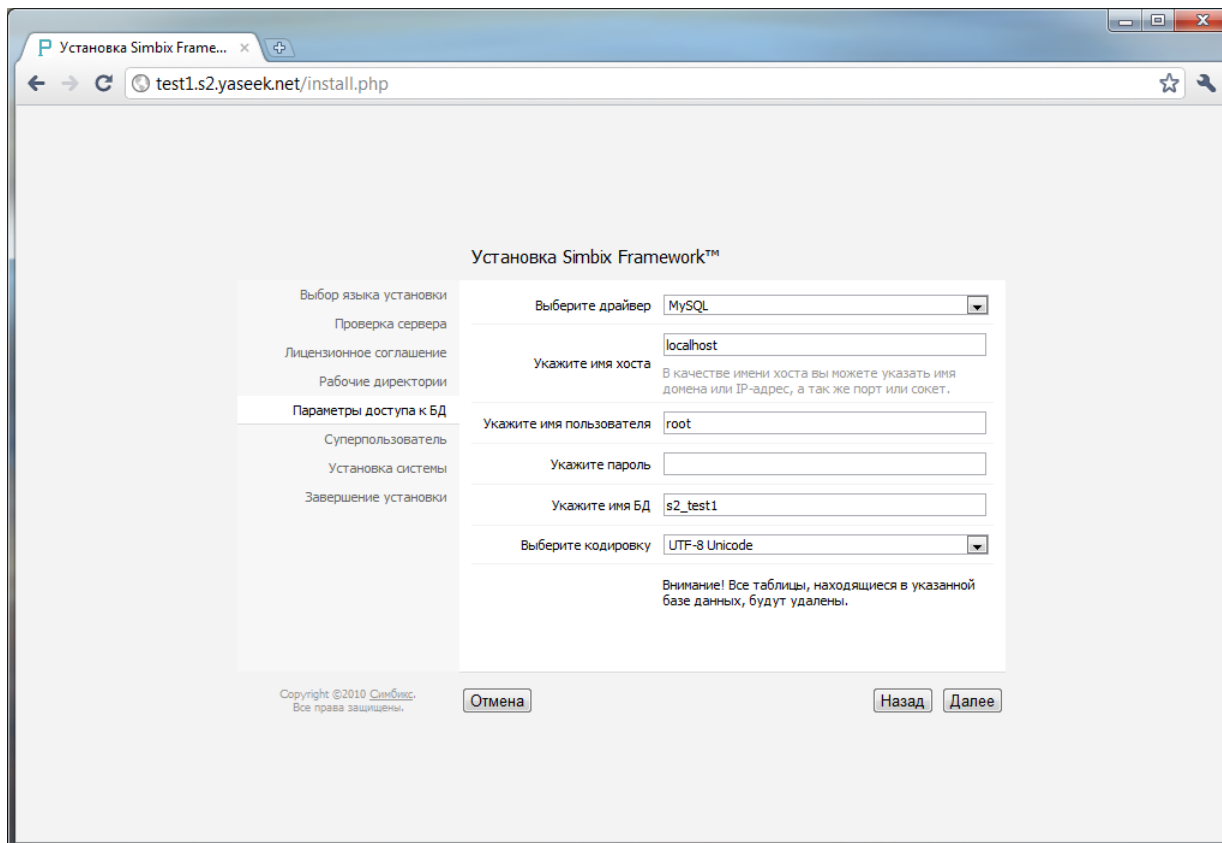 Установка Simbix Frame...
test1.s2.yaseek.net/install.php
Установка Simbix Framework™
Выбор языка установки
Проверка сервера
Лицензионное соглашение
Рабочие директории
Параметры доступа к БД
Суперпользователь
Установка системы
Завершение установки
Выберите драйвер MySQL
Укажите имя хоста localhost
В качестве имени хоста вы можете указать имя
домена или IP-адрес, а так же порт или сокет.
Укажите имя пользователя root
Укажите пароль
Укажите имя БД s2_test1
Выберите кодировку UTF-8 Unicode
Внимание! Все таблицы, находящиеся в указанной
базе данных, будут удалены.
Copyright ©2010 Симбикс.
Все права защищены.
Отмена Назад Далее